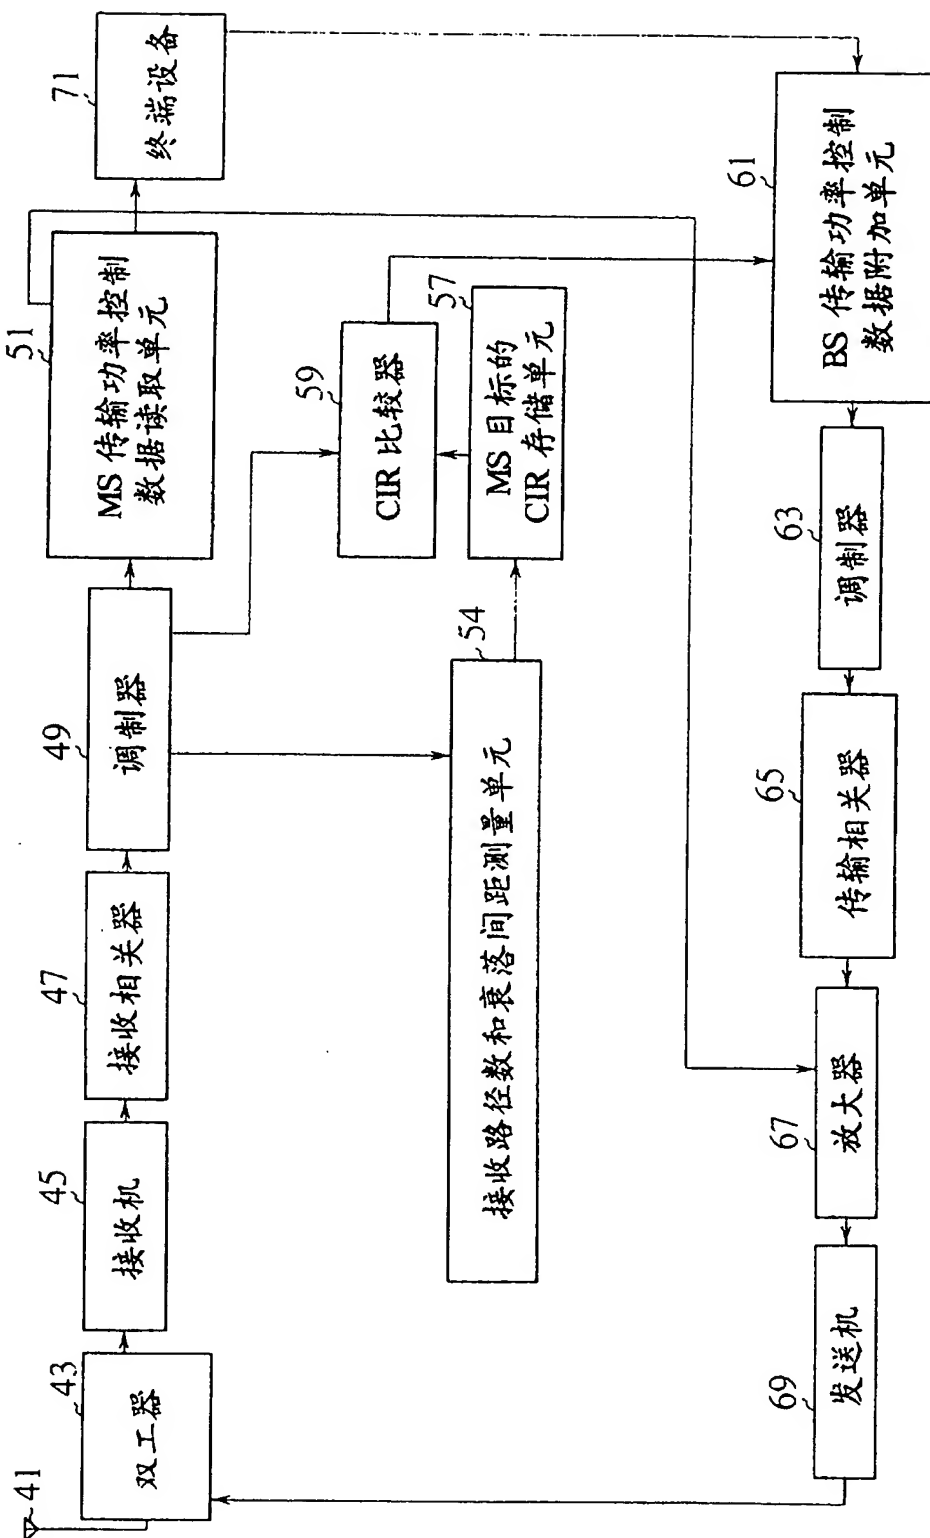 41
43
双工器
45
接收机
47
接收相关器
49
调制器
51
MS 传输功率控制
数据读取单元
71
终端设备
54
接收路径数和衰落间距测量单元
59
CIR 比较器
57
MS 目标的
CIR 存储单元
61
BS 传输功率控制
数据附加单元
63
调制器
65
传输相关器
67
放大器
69
发送机